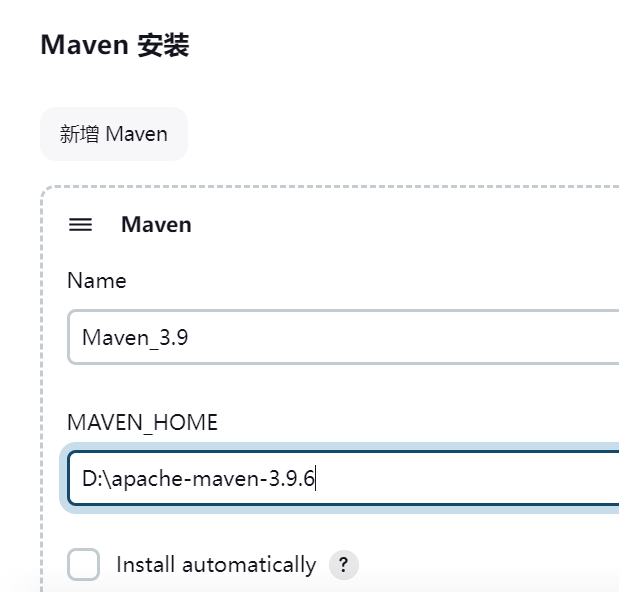 Maven 安装
新增 Maven
Maven
Name
Maven_3.9
MAVEN_HOME
D:\apache-maven-3.9.6
Install automatically ?